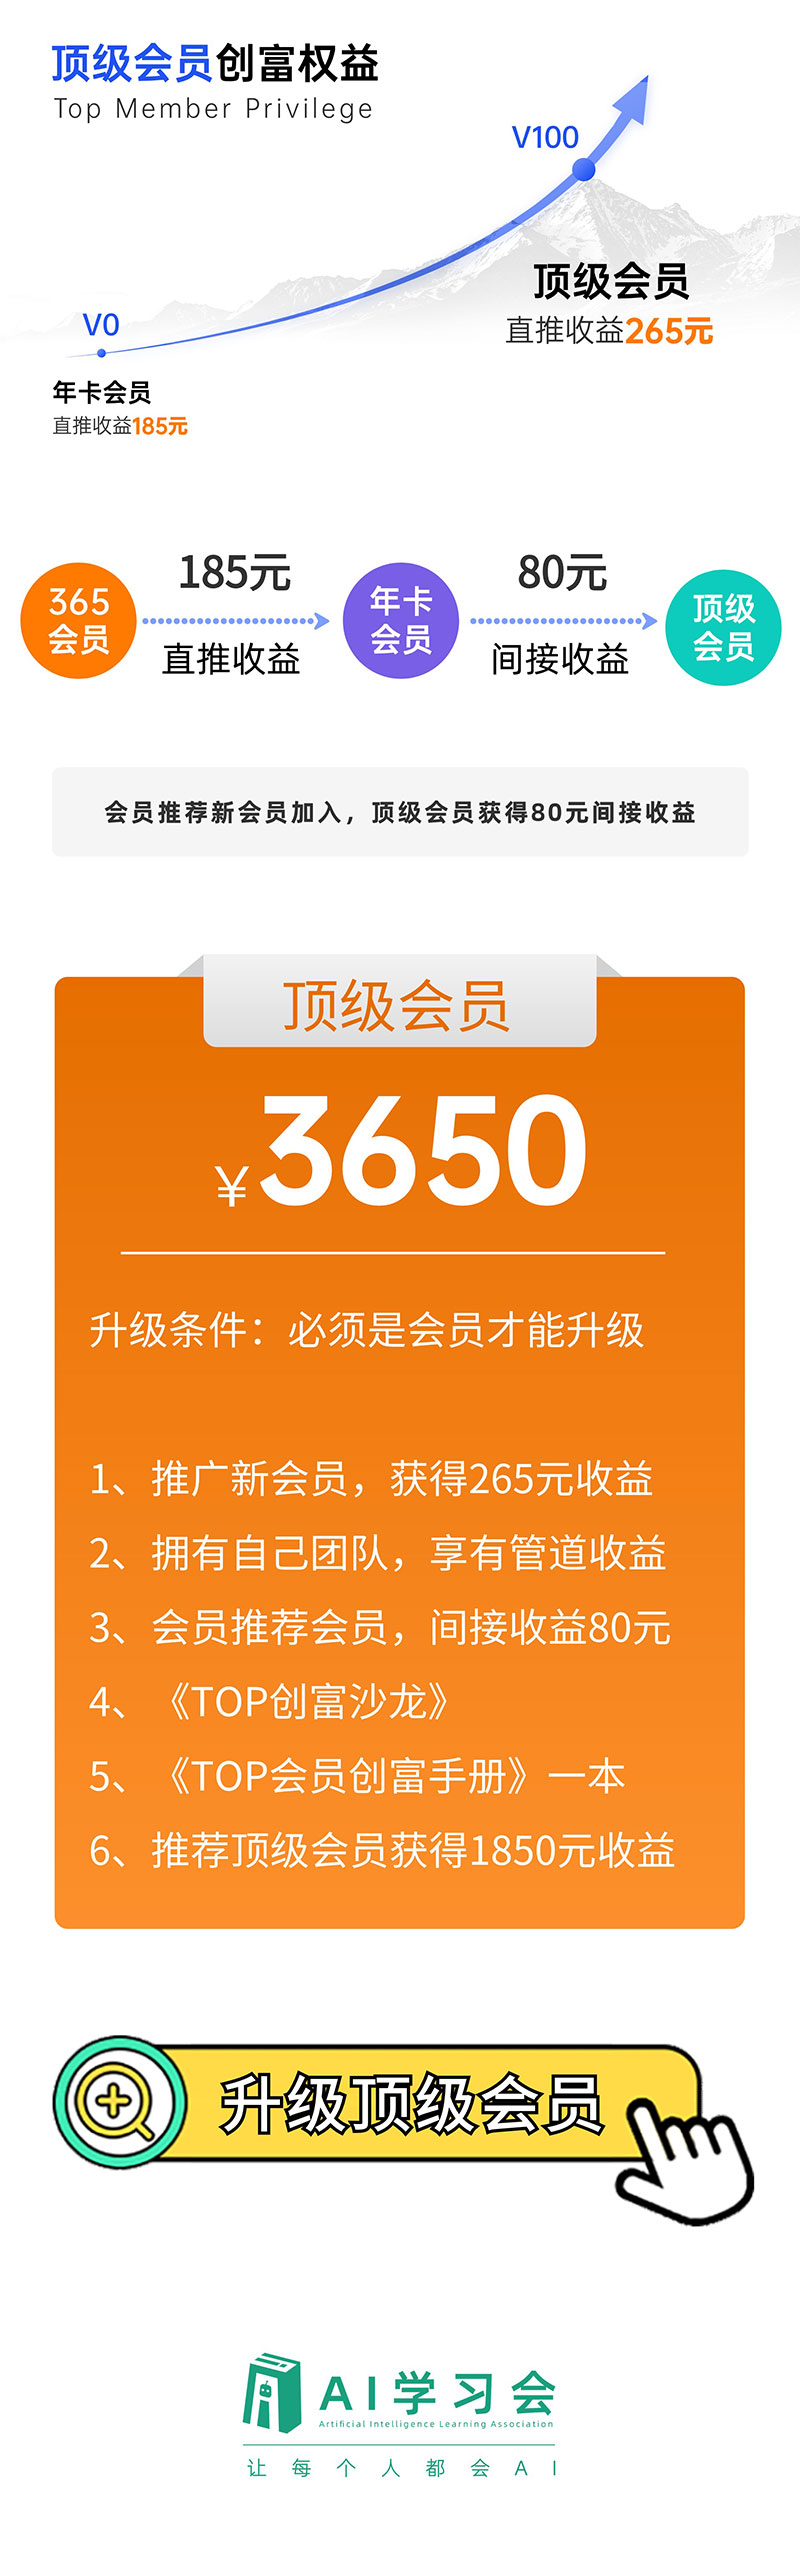 顶级会员创富权益
Top Member Privilege
V100
顶级会员
直推收益265元
V0
年卡会员
直推收益185元
365
会员
185元
直推收益
年卡
会员
80元
间接收益
顶级
会员
会员推荐新会员加入，顶级会员获得80元间接收益
顶级会员
¥3650
升级条件：必须是会员才能升级
1、推广新会员，获得265元收益
2、拥有自己团队，享有管道收益
3、会员推荐会员，间接收益80元
4、《TOP创富沙龙》
5、《TOP会员创富手册》一本
6、推荐顶级会员获得1850元收益
升级顶级会员
AI学习会
Artificial Intelligence Learning Association
让每个人都会AI